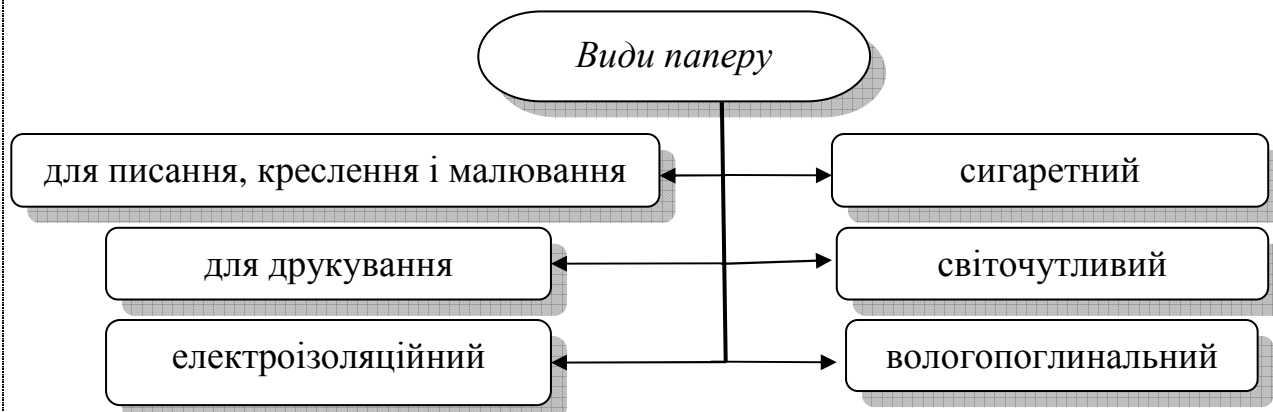 Види паперу
для писання, креслення і малювання
сигаретний
для друкування
світочутливий
електроізоляційний
вологопоглинальний